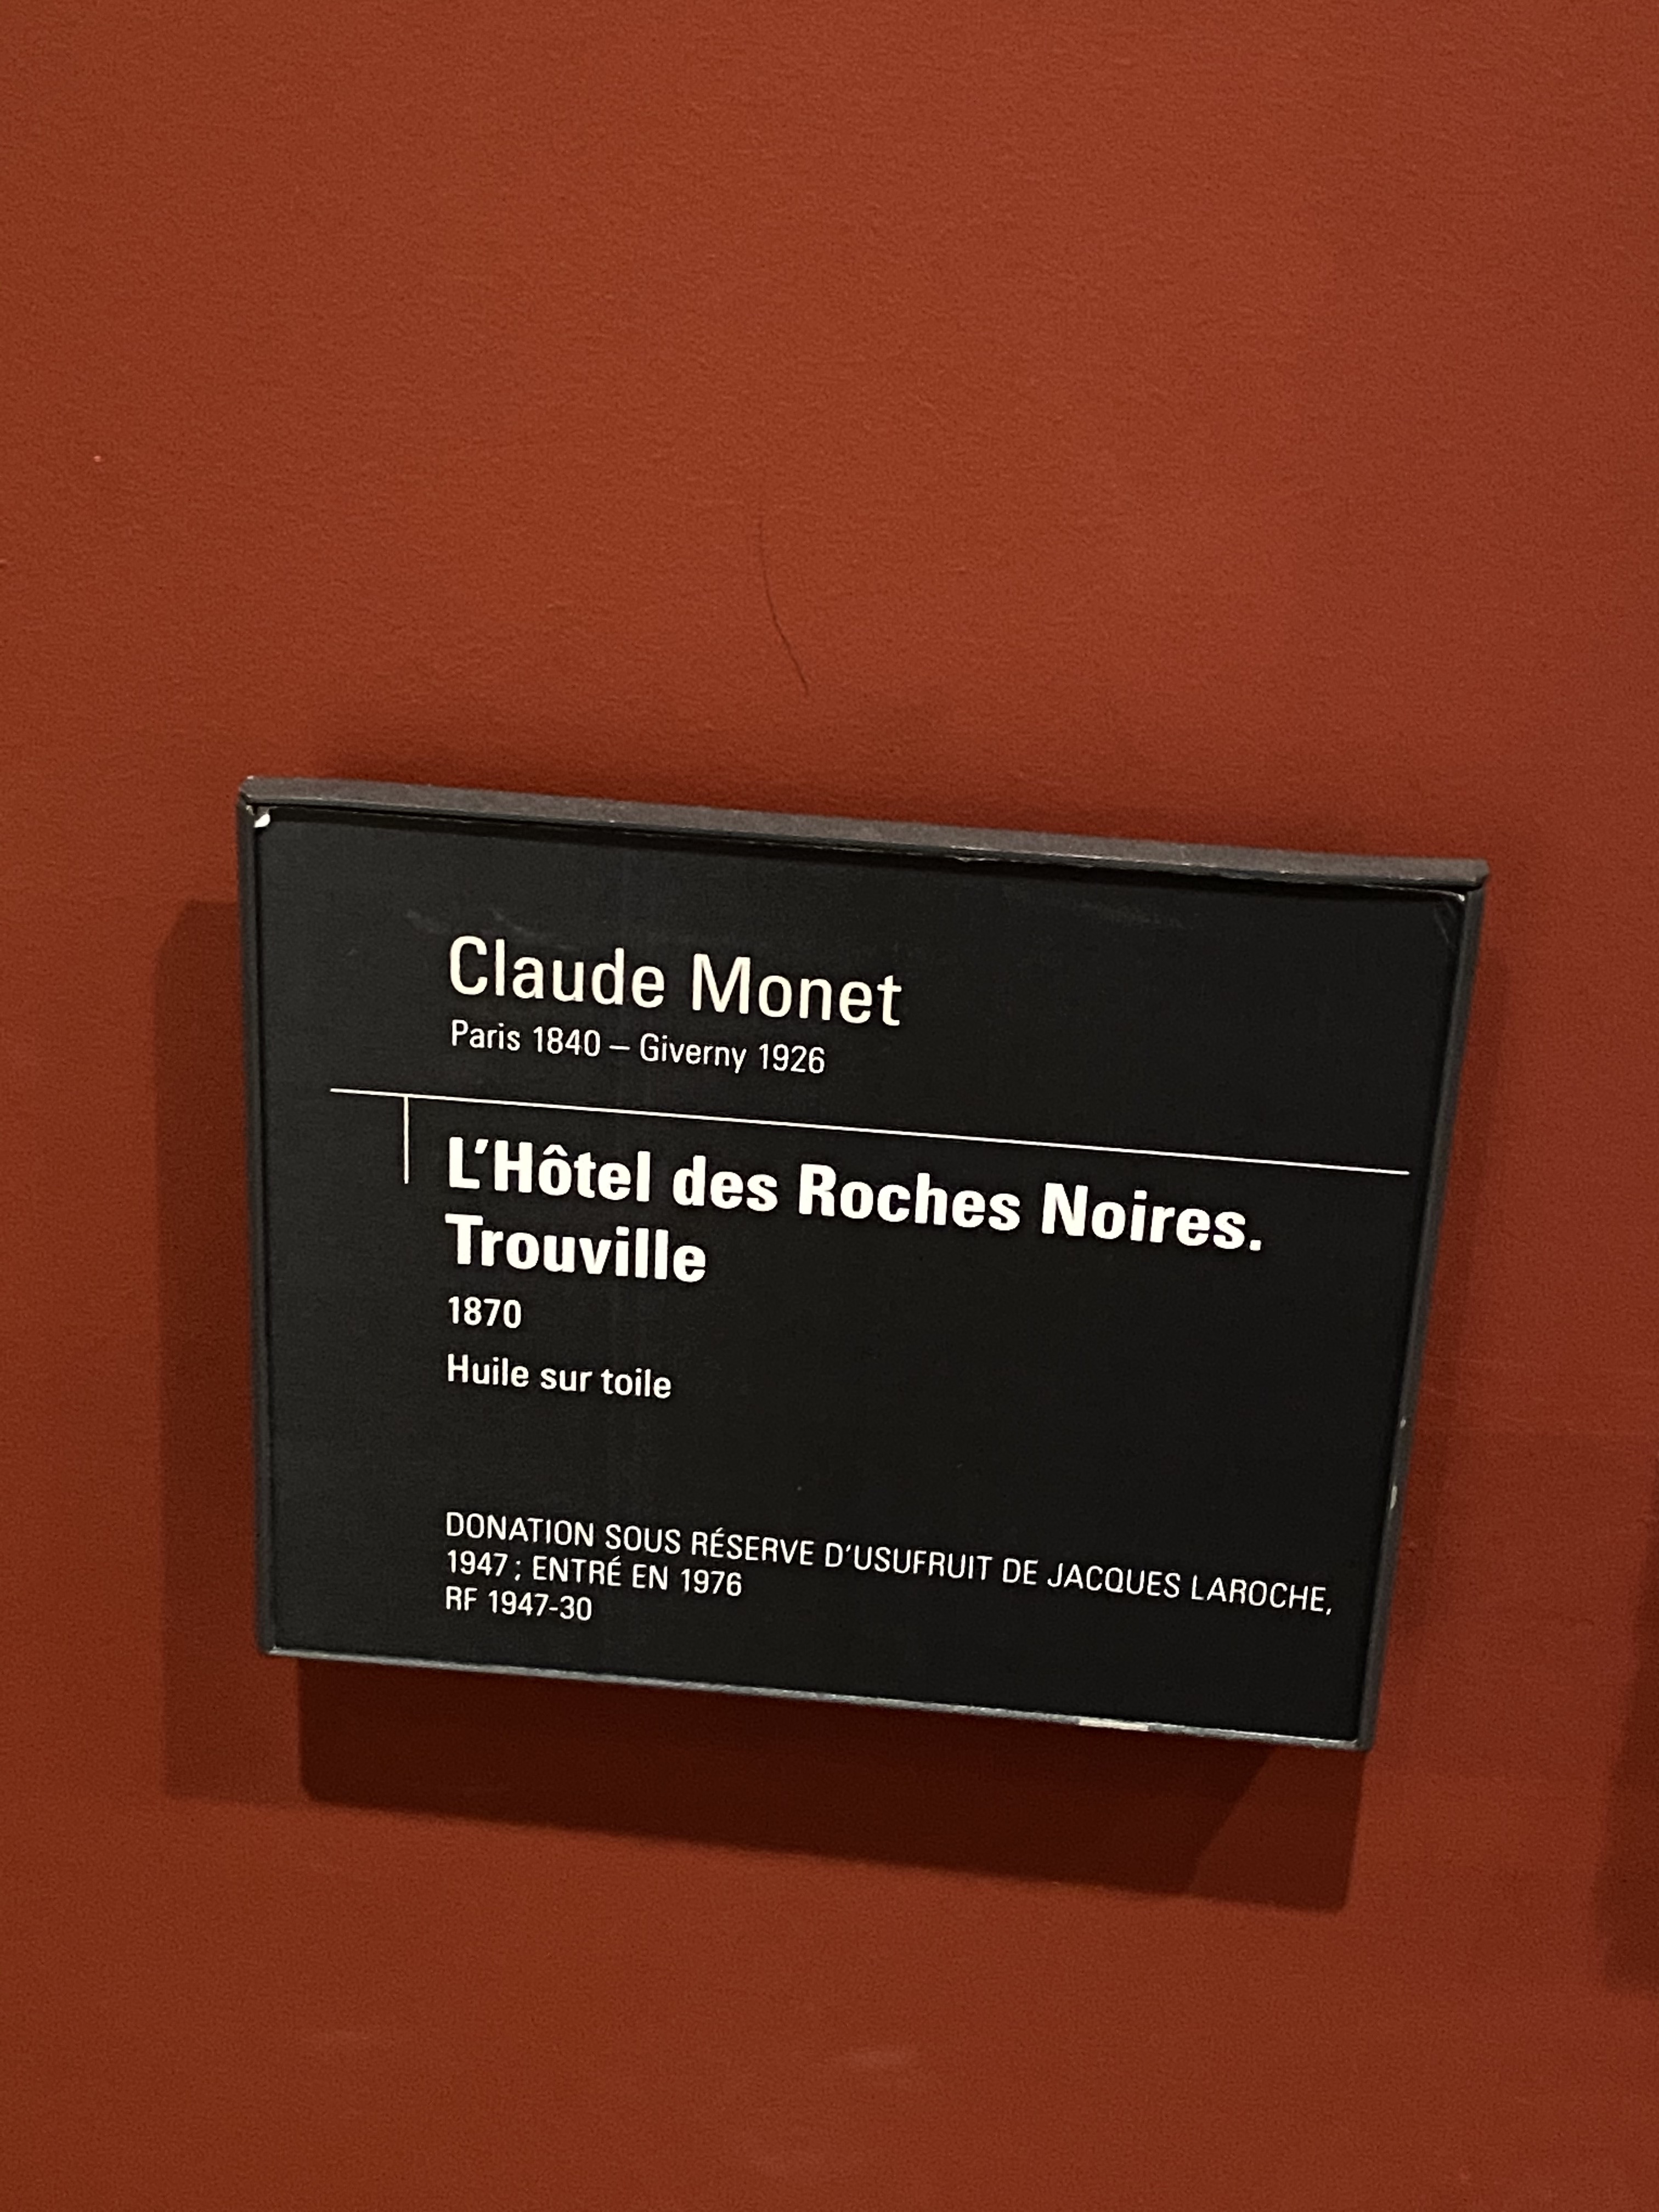 Claude Monet
Paris 1840 – Giverny 1926
L'Hôtel des Roches Noires.
Trouville
1870
Huile sur toile
DONATION SOUS RÉSERVE D'USUFRUIT DE JACQUES LAROCHE,
1947 ; ENTRÉ EN 1976
RF 1947-30